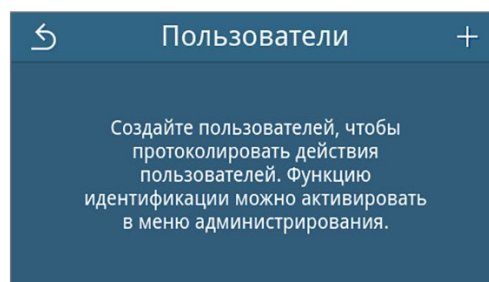 Пользователи
Создайте пользователей, чтобы
протоколировать действия
пользователей. Функцию
идентификации можно активировать
в меню администрирования.